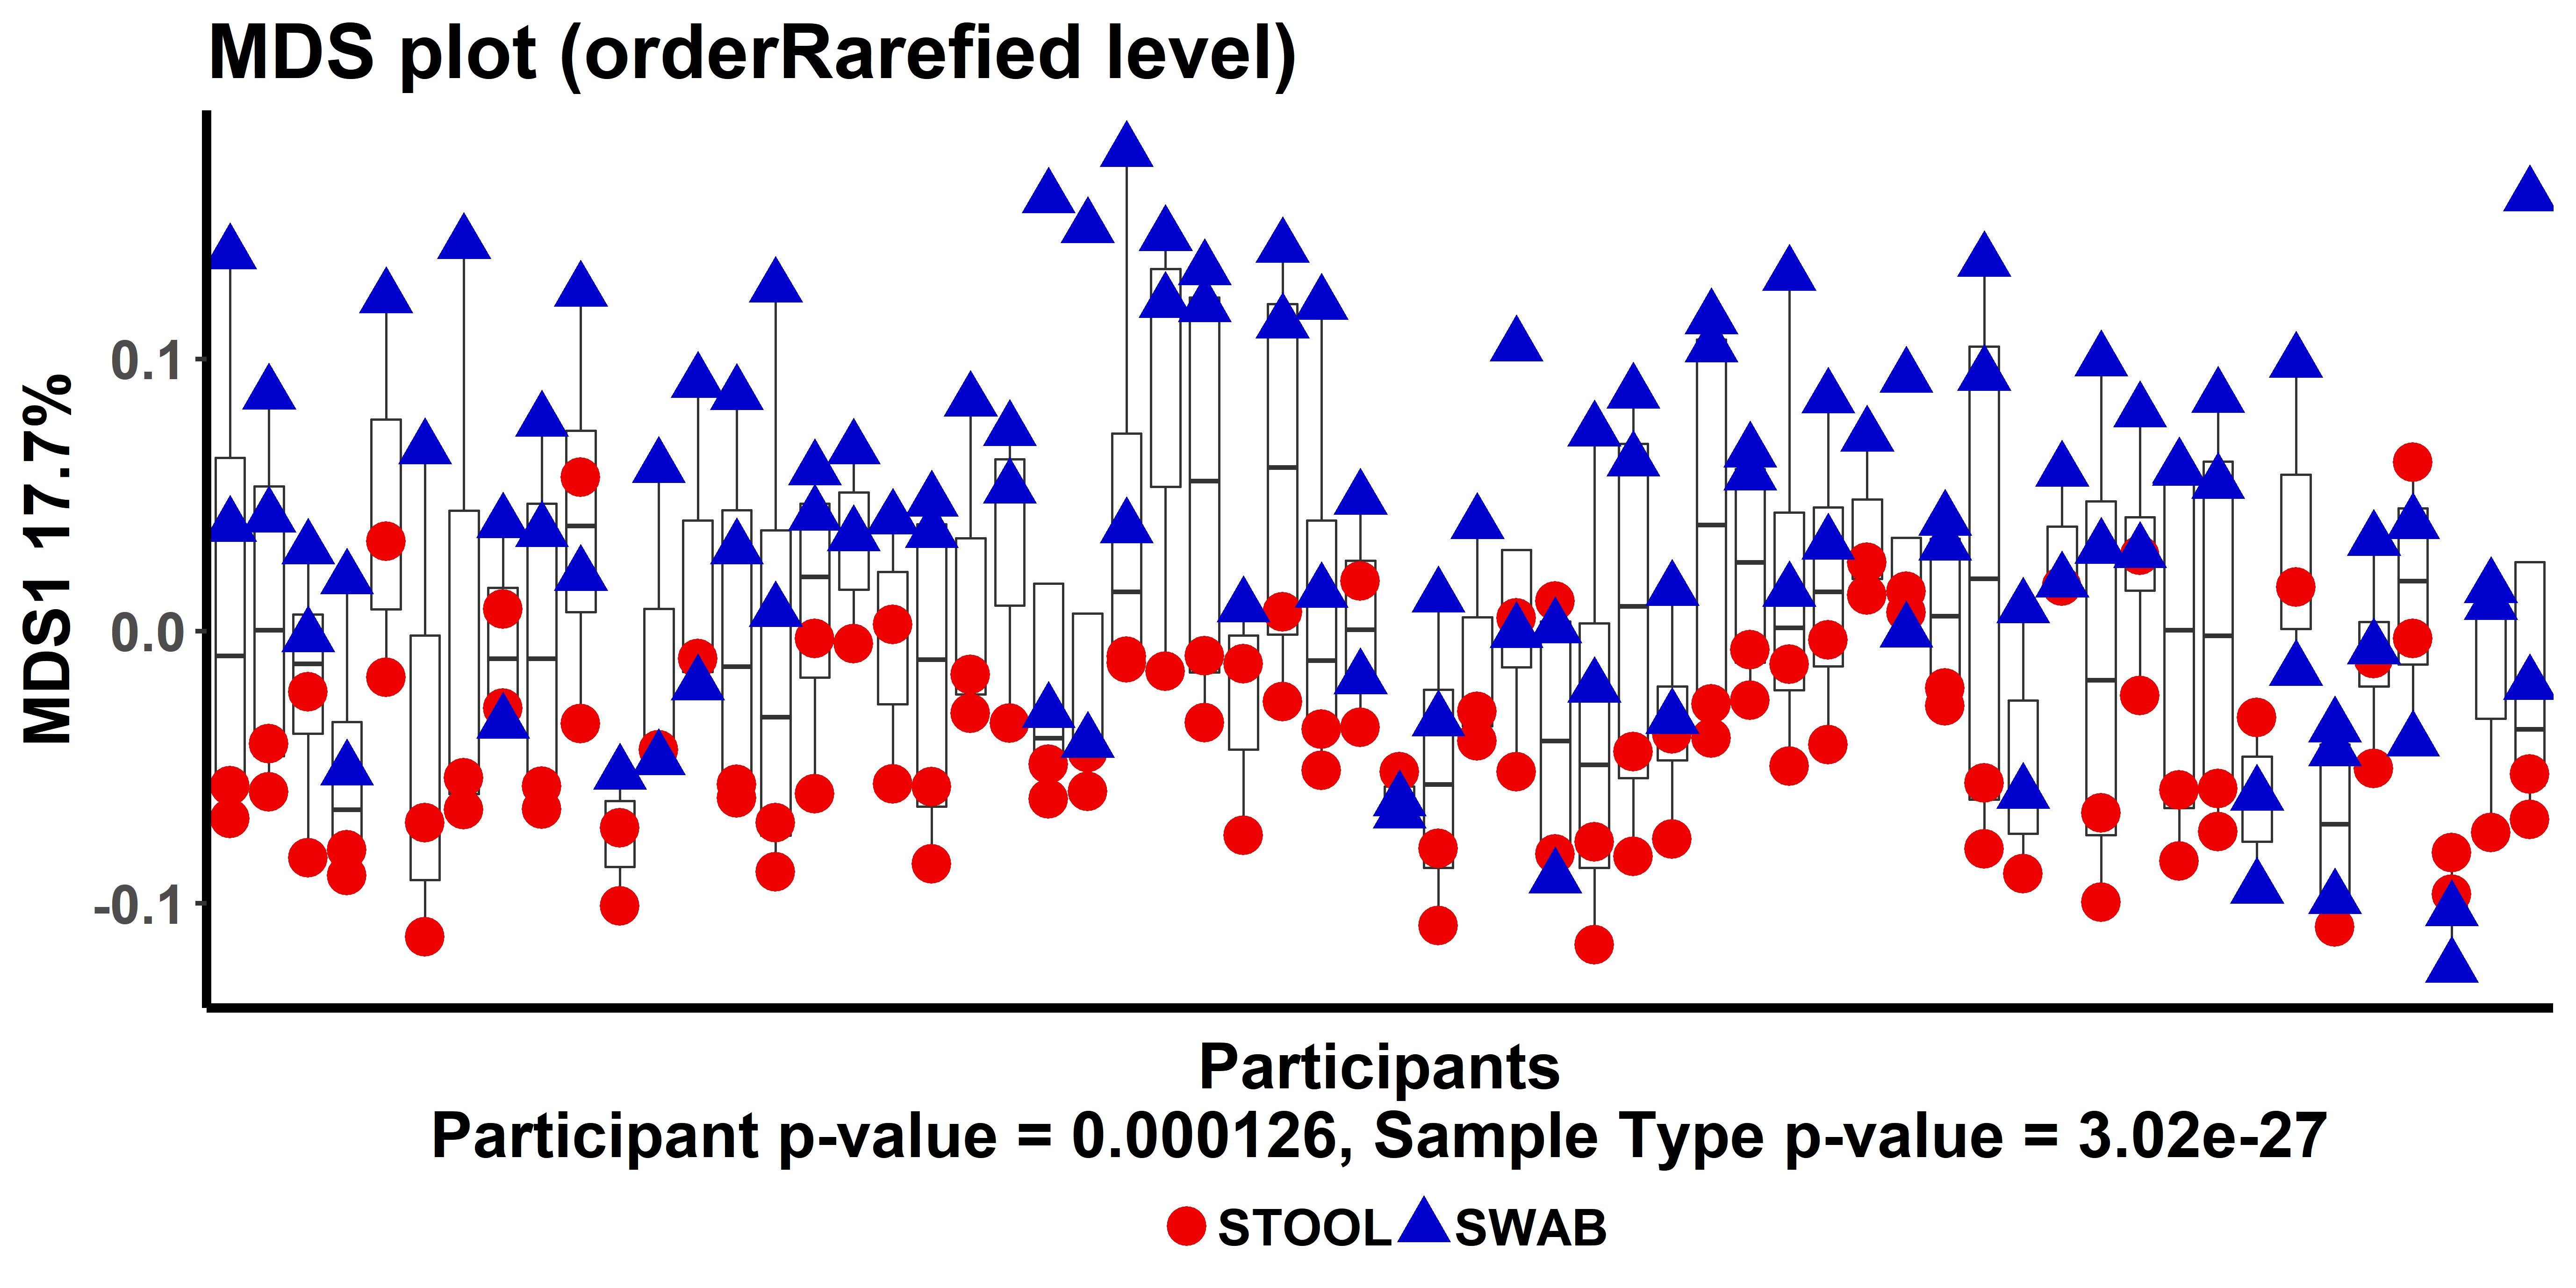 MDS plot (orderRarefied level)
MDS1 17.7%
0.1
0.0
-0.1
Participants
Participant p-value = 0.000126, Sample Type p-value = 3.02e-27
STOOL SWAB